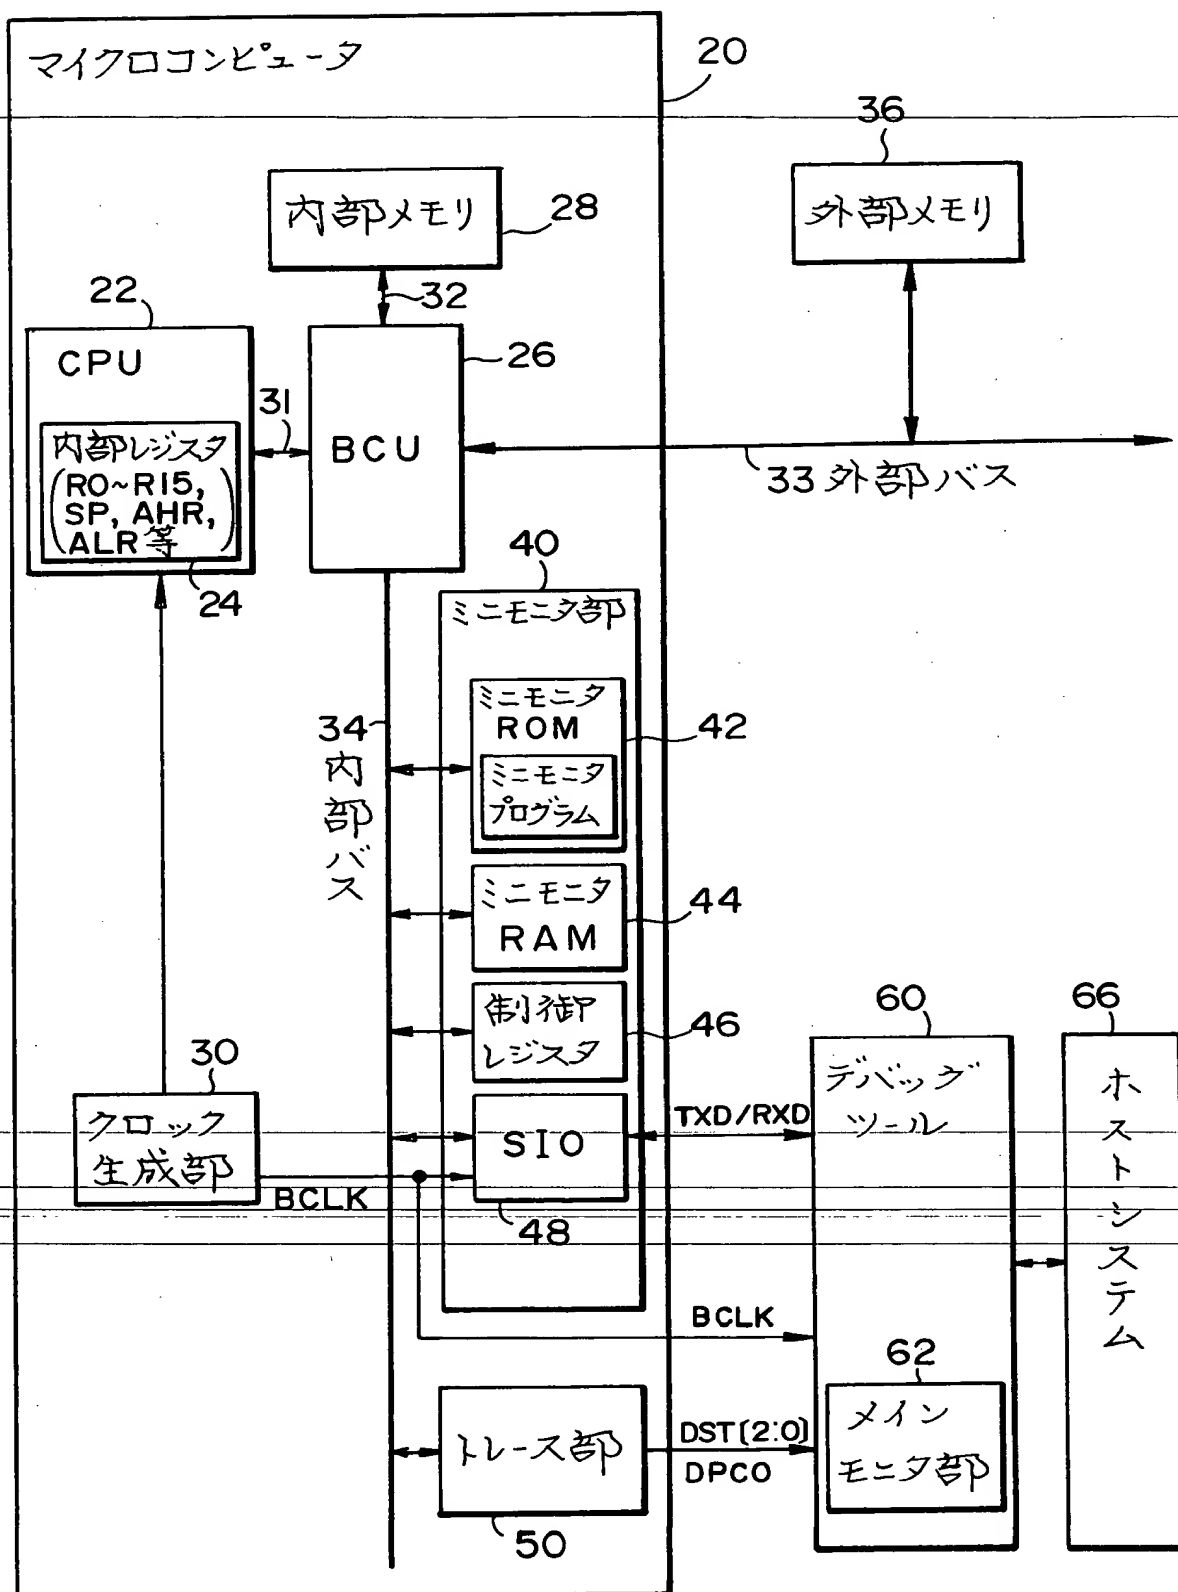 マイクロコンピュータ
20
36
内部メモリ
28
外部メモリ
32
22
CPU
26
31
BCU
内部レジスタ
(R0~R15,
SP, AHR,
ALR 等)
24
33 外部バス
40
ミニモニタ部
ミニモニタ
ROM
42
ミニモニタ
プログラム
34
内部バス
ミニモニタ
RAM
44
制御
レジスタ
46
60
66
デバッグ
ツール
ホストシステム
30
クロック
生成部
SIO
TXD/RXD
BCLK
48
BCLK
62
メイン
モニタ部
トレース部
DST[2:0]
DPCO
50